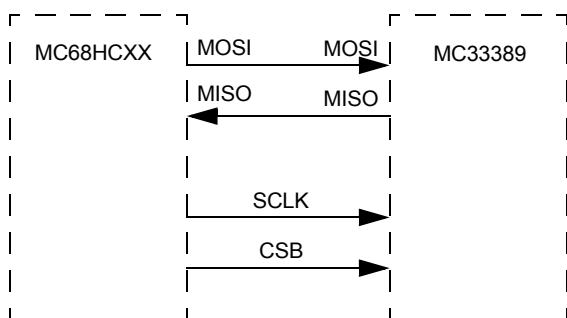 MC68HCXX MOSI MOSI MC33389
MISO MISO
SCLK
CSB